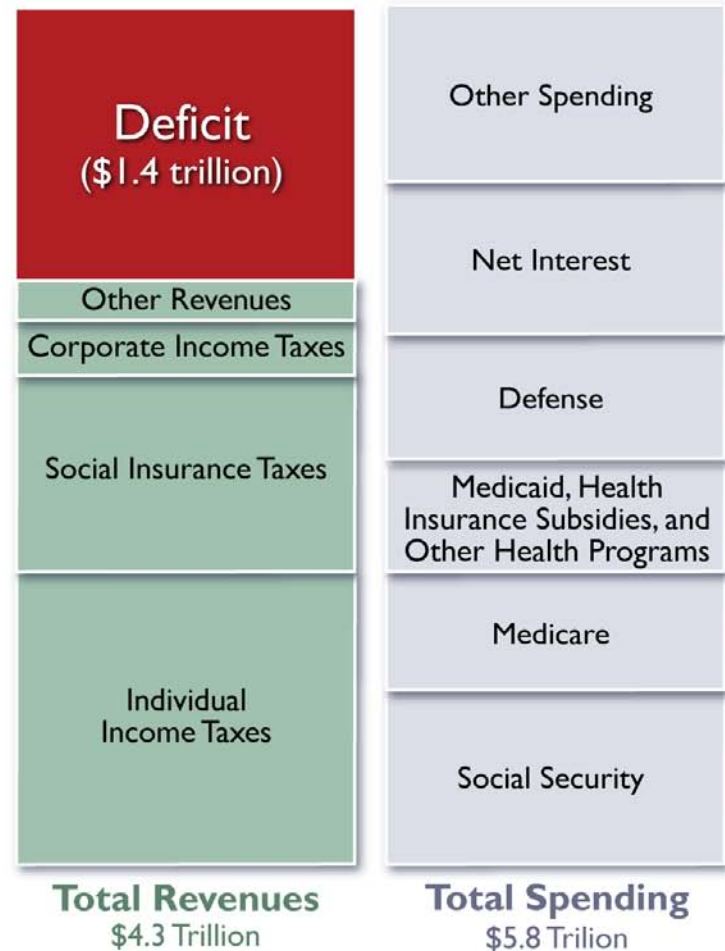 Deficit
($1.4 trillion)
Other Revenues
Corporate Income Taxes
Social Insurance Taxes
Individual
Income Taxes
Total Revenues
$4.3 Trillion
Other Spending
Net Interest
Defense
Medicaid, Health
Insurance Subsidies, and
Other Health Programs
Medicare
Social Security
Total Spending
$5.8 Trilion